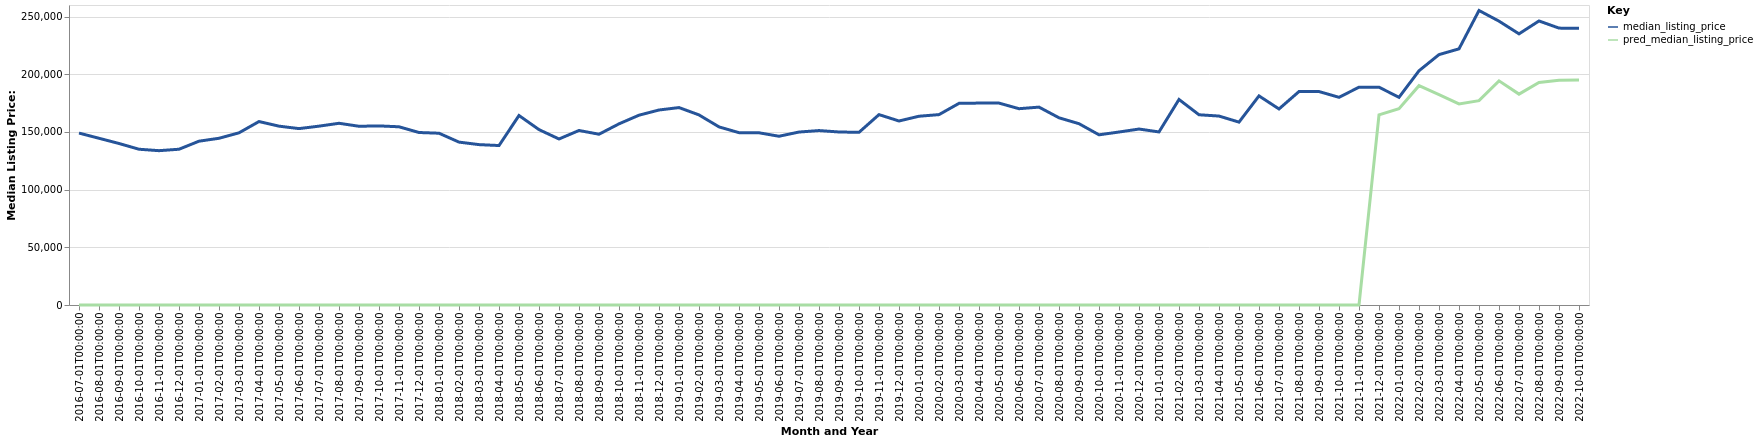 Median Listing Price:
250,000
200,000
150,000
100,000
50,000
0
2016-07-01T00:00:00
2016-08-01T00:00:00
2016-09-01T00:00:00
2016-10-01T00:00:00
2016-11-01T00:00:00
2016-12-01T00:00:00
2017-01-01T00:00:00
2017-02-01T00:00:00
2017-03-01T00:00:00
2017-04-01T00:00:00
2017-05-01T00:00:00
2017-06-01T00:00:00
2017-07-01T00:00:00
2017-08-01T00:00:00
2017-09-01T00:00:00
2017-10-01T00:00:00
2017-11-01T00:00:00
2017-12-01T00:00:00
2018-01-01T00:00:00
2018-02-01T00:00:00
2018-03-01T00:00:00
2018-04-01T00:00:00
2018-05-01T00:00:00
2018-06-01T00:00:00
2018-07-01T00:00:00
2018-08-01T00:00:00
2018-09-01T00:00:00
2018-10-01T00:00:00
2018-11-01T00:00:00
2018-12-01T00:00:00
2019-01-01T00:00:00
2019-02-01T00:00:00
2019-03-01T00:00:00
2019-04-01T00:00:00
2019-05-01T00:00:00
2019-06-01T00:00:00
2019-07-01T00:00:00
2019-08-01T00:00:00
2019-09-01T00:00:00
2019-10-01T00:00:00
2019-11-01T00:00:00
2019-12-01T00:00:00
2020-01-01T00:00:00
2020-02-01T00:00:00
2020-03-01T00:00:00
2020-04-01T00:00:00
2020-05-01T00:00:00
2020-06-01T00:00:00
2020-07-01T00:00:00
2020-08-01T00:00:00
2020-09-01T00:00:00
2020-10-01T00:00:00
2020-11-01T00:00:00
2020-12-01T00:00:00
2021-01-01T00:00:00
2021-02-01T00:00:00
2021-03-01T00:00:00
2021-04-01T00:00:00
2021-05-01T00:00:00
2021-06-01T00:00:00
2021-07-01T00:00:00
2021-08-01T00:00:00
2021-09-01T00:00:00
2021-10-01T00:00:00
2021-11-01T00:00:00
2021-12-01T00:00:00
2022-01-01T00:00:00
2022-02-01T00:00:00
2022-03-01T00:00:00
2022-04-01T00:00:00
2022-05-01T00:00:00
2022-06-01T00:00:00
2022-07-01T00:00:00
2022-08-01T00:00:00
2022-09-01T00:00:00
2022-10-01T00:00:00
Month and Year
Key
median_listing_price
pred_median_listing_price